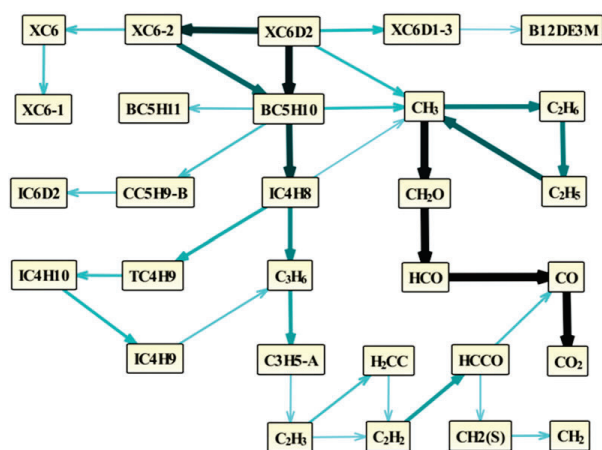 XC6 XC6-2 XC6D2 XC6D1-3 B12DE3M
XC6-1 BC5H11 BC5H10 CH₃ C₂H₆
IC6D2 CC5H9-B IC4H8 CH₂O C₂H₅
IC4H10 TC4H9 C₃H₆ HCO CO
IC4H9 C3H5-A H₂CC HCCO CO₂
C₂H₃ C₂H₂ CH2(S) CH₂